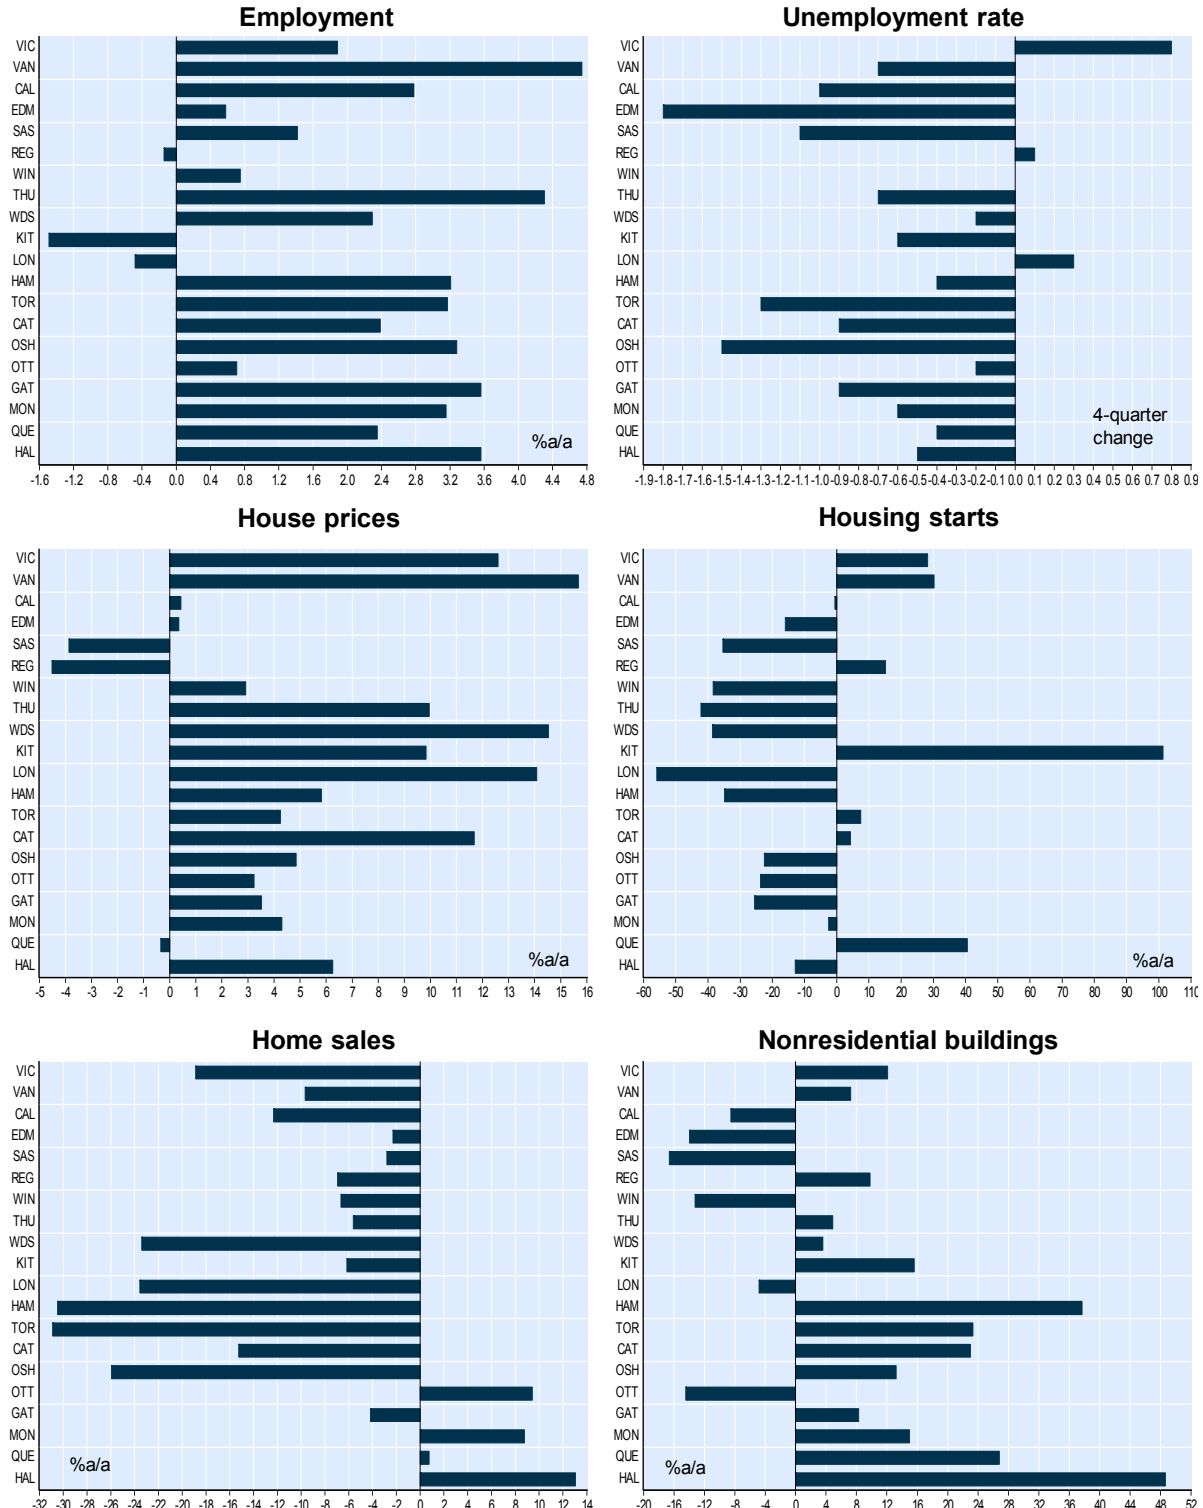 Employment
VIC
VAN
CAL
EDM
SAS
REG
WIN
THU
WDS
KIT
LON
HAM
TOR
CAT
OSH
OTT
GAT
MON
QUE
HAL
%a/a
-1.6 -1.2 -0.8 -0.4 0.0 0.4 0.8 1.2 1.6 2.0 2.4 2.8 3.2 3.6 4.0 4.4 4.8
Unemployment rate
VIC
VAN
CAL
EDM
SAS
REG
WIN
THU
WDS
KIT
LON
HAM
TOR
CAT
OSH
OTT
GAT
MON
QUE
HAL
4-quarter
change
-1.9 -1.8 -1.7 -1.6 -1.5 -1.4 -1.3 -1.2 -1.1 -1.0 -0.9 -0.8 -0.7 -0.6 -0.5 -0.4 -0.3 -0.2 -0.1 0.0 0.1 0.2 0.3 0.4 0.5 0.6 0.7 0.8 0.9
House prices
VIC
VAN
CAL
EDM
SAS
REG
WIN
THU
WDS
KIT
LON
HAM
TOR
CAT
OSH
OTT
GAT
MON
QUE
HAL
%a/a
-5 -4 -3 -2 -1 0 1 2 3 4 5 6 7 8 9 10 11 12 13 14 15 16
Housing starts
VIC
VAN
CAL
EDM
SAS
REG
WIN
THU
WDS
KIT
LON
HAM
TOR
CAT
OSH
OTT
GAT
MON
QUE
HAL
%a/a
-60 -50 -40 -30 -20 -10 0 10 20 30 40 50 60 70 80 90 100 110
Home sales
VIC
VAN
CAL
EDM
SAS
REG
WIN
THU
WDS
KIT
LON
HAM
TOR
CAT
OSH
OTT
GAT
MON
QUE
HAL
%a/a
-32 -30 -28 -26 -24 -22 -20 -18 -16 -14 -12 -10 -8 -6 -4 -2 0 2 4 6 8 10 12 14
Nonresidential buildings
VIC
VAN
CAL
EDM
SAS
REG
WIN
THU
WDS
KIT
LON
HAM
TOR
CAT
OSH
OTT
GAT
MON
QUE
HAL
%a/a
-20 -16 -12 -8 -4 0 4 8 12 16 20 24 28 32 36 40 44 48 52